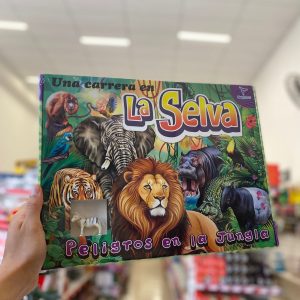 Una carrera en
La Selva
Peligros en la Jungla